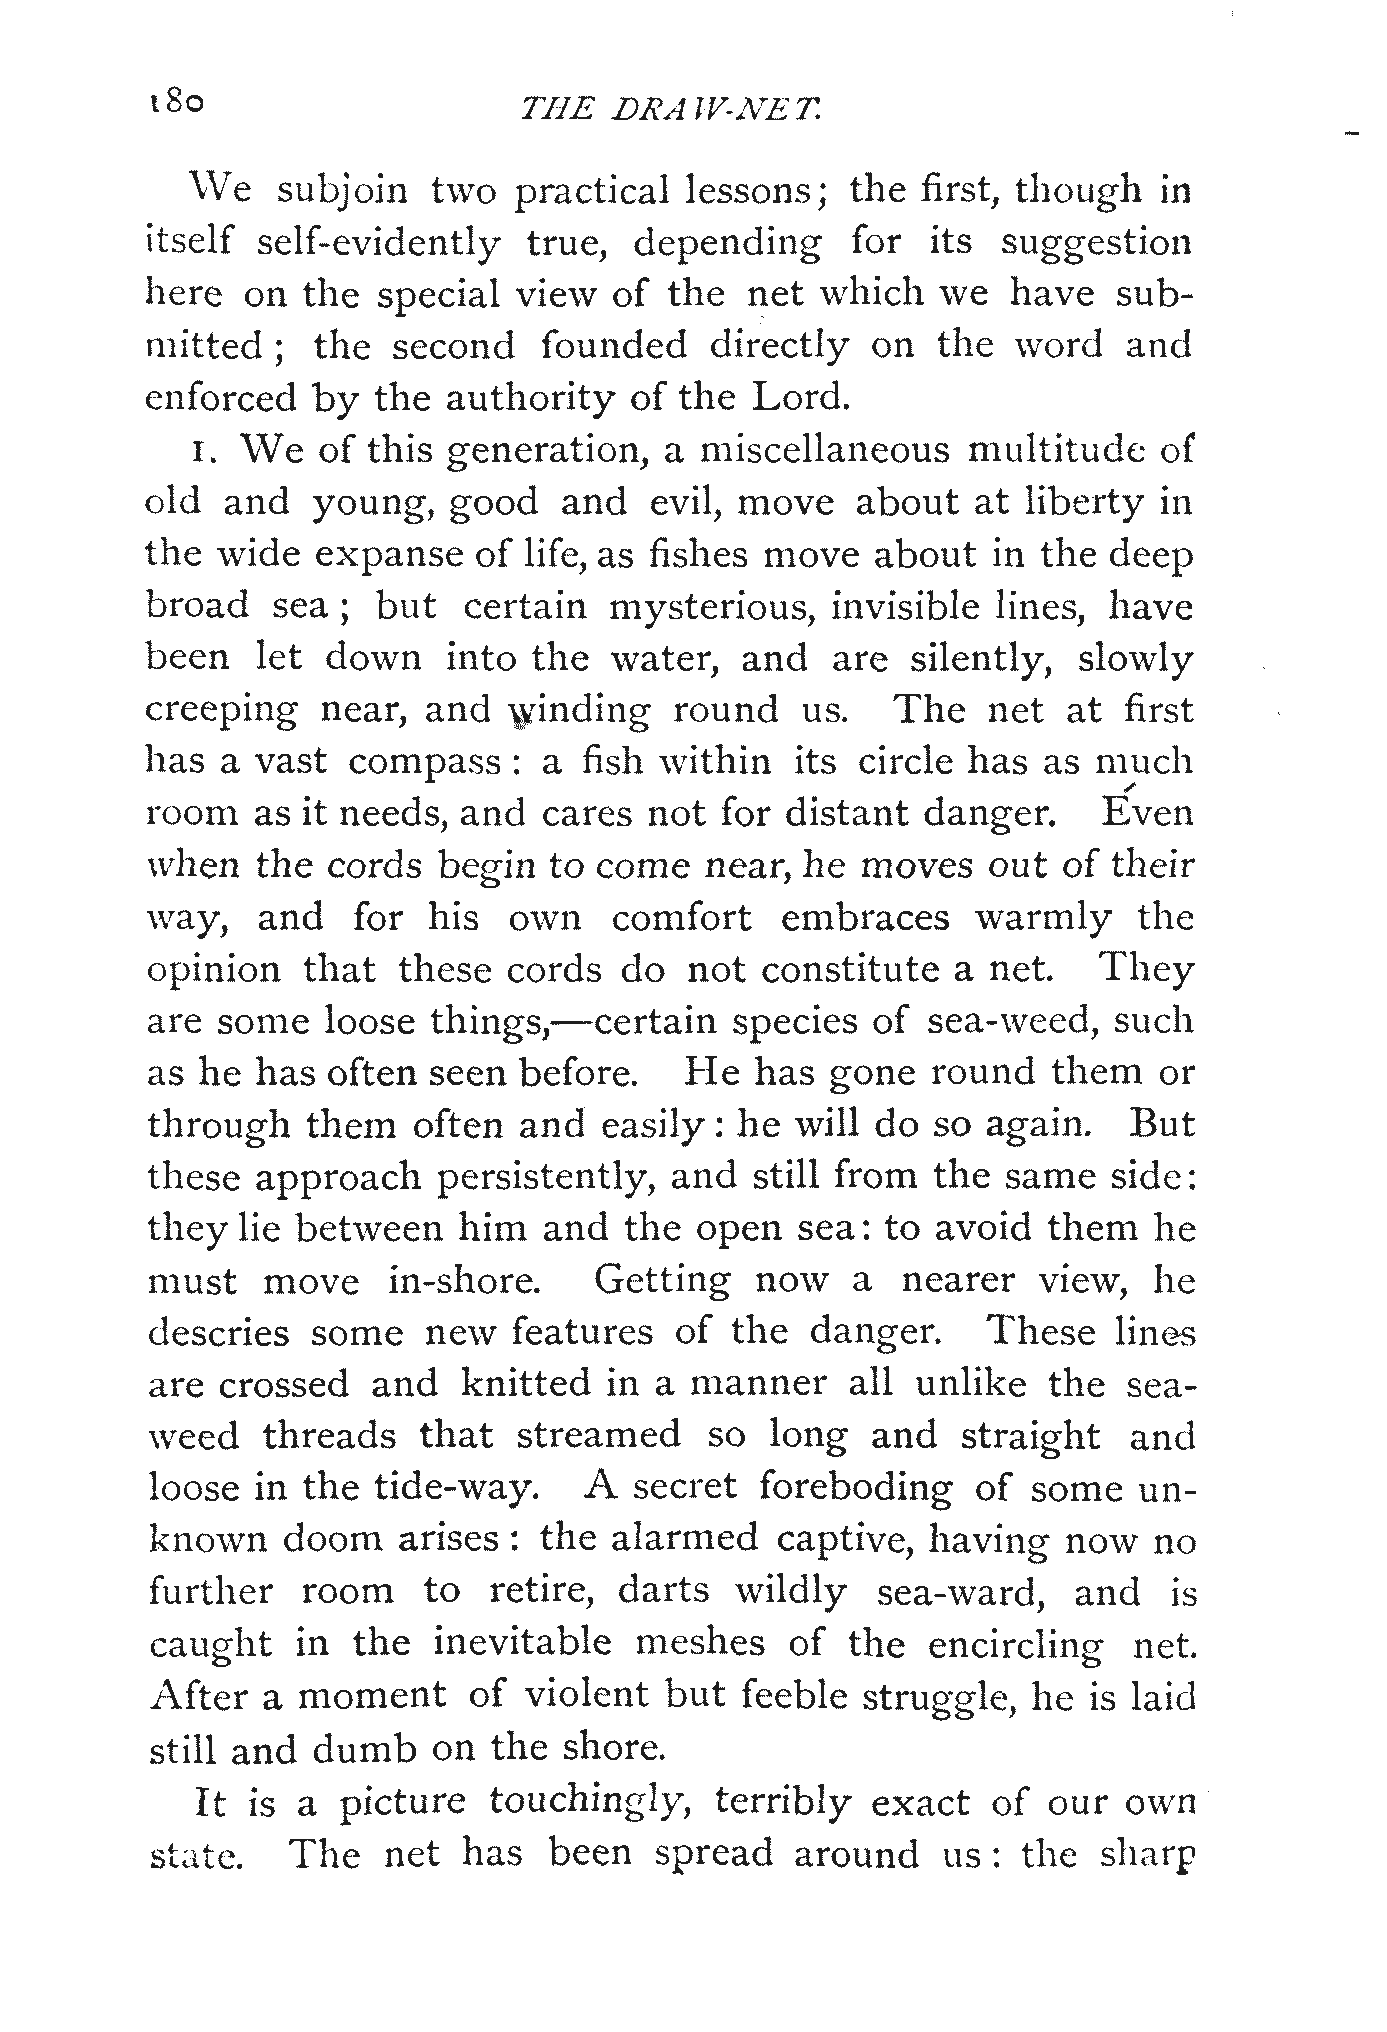 180 THE DRAW-NET.
We subjoin two practical lessons; the first, though in
itself self-evidently true, depending for its suggestion
here on the special view of the net which we have sub-
mitted ; the second founded directly on the word and
enforced by the authority of the Lord.
1. We of this generation, a miscellaneous multitude of
old and young, good and evil, move about at liberty in
the wide expanse of life, as fishes move about in the deep
broad sea ; but certain mysterious, invisible lines, have
been let down into the water, and are silently, slowly
creeping near, and winding round us. The net at first
has a vast compass : a fish within its circle has as much
room as it needs, and cares not for distant danger. Even
when the cords begin to come near, he moves out of their
way, and for his own comfort embraces warmly the
opinion that these cords do not constitute a net. They
are some loose things,—certain species of sea-weed, such
as he has often seen before. He has gone round them or
through them often and easily : he will do so again. But
these approach persistently, and still from the same side:
they lie between him and the open sea: to avoid them he
must move in-shore. Getting now a nearer view, he
descries some new features of the danger. These lines
are crossed and knitted in a manner all unlike the sea-
weed threads that streamed so long and straight and
loose in the tide-way. A secret foreboding of some un-
known doom arises : the alarmed captive, having now no
further room to retire, darts wildly sea-ward, and is
caught in the inevitable meshes of the encircling net.
After a moment of violent but feeble struggle, he is laid
still and dumb on the shore.
It is a picture touchingly, terribly exact of our own
state. The net has been spread around us : the sharp